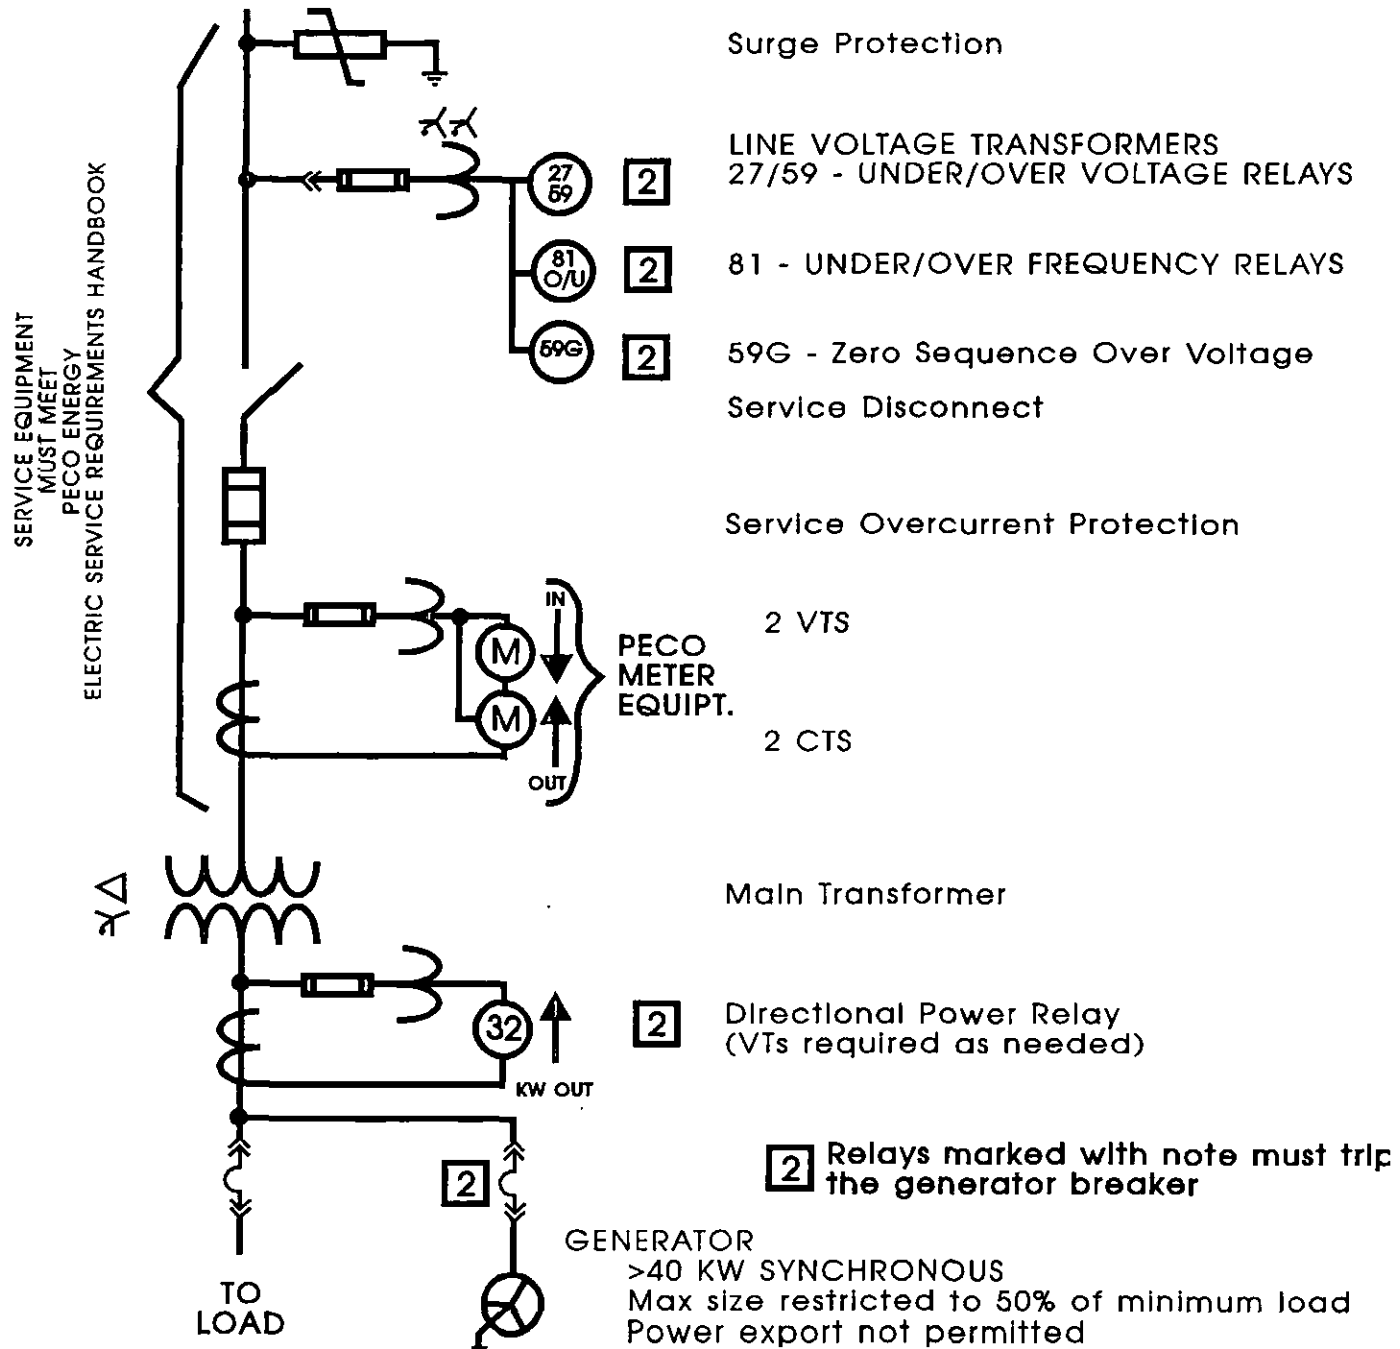 Surge Protection
LINE VOLTAGE TRANSFORMERS
27
59
2
27/59 - UNDER/OVER VOLTAGE RELAYS
81
O/U
2
81 - UNDER/OVER FREQUENCY RELAYS
59G
2
59G - Zero Sequence Over Voltage
Service Disconnect
SERVICE EQUIPMENT
MUST MEET
PECO ENERGY
ELECTRIC SERVICE REQUIREMENTS HANDBOOK
Service Overcurrent Protection
IN
M
M
OUT
PECO
METER
EQUIPT.
2 VTS
2 CTS
Main Transformer
32
KW OUT
2
Directional Power Relay
(VTs required as needed)
2
2
Relays marked with note must trip
the generator breaker
TO
LOAD
GENERATOR
>40 KW SYNCHRONOUS
Max size restricted to 50% of minimum load
Power export not permitted